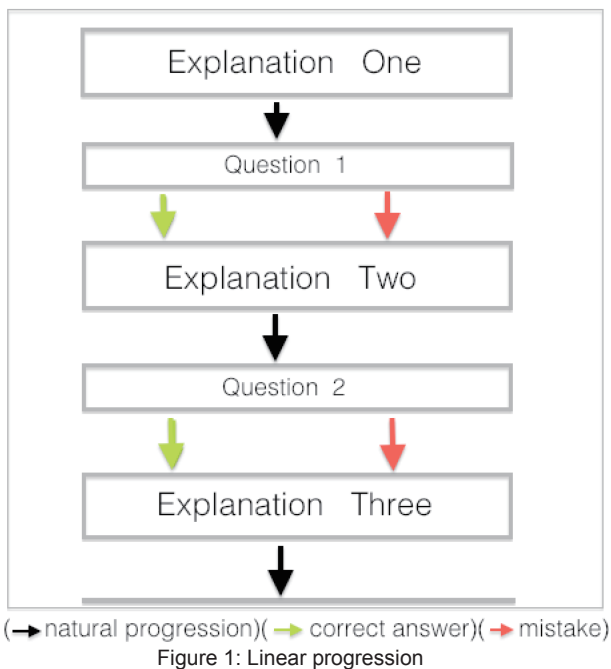 Explanation One
Question 1
Explanation Two
Question 2
Explanation Three
(→ natural progression)(→ correct answer)(→ mistake)
Figure 1: Linear progression